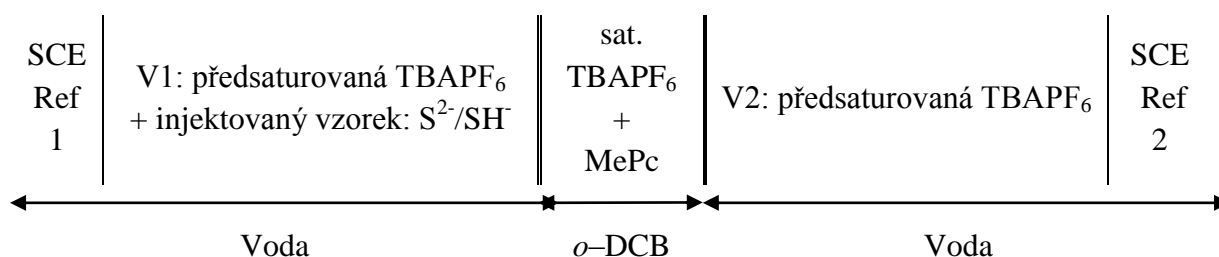 SCE
Ref
1
V1: předsaturovaná TBAPF₆
+ injektovaný vzorek: S²⁻/SH⁻
sat.
TBAPF₆
+
MePc
V2: předsaturovaná TBAPF₆
SCE
Ref
2
Voda
o–DCB
Voda